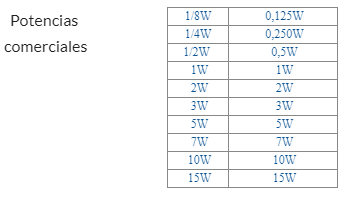 Potencias
comerciales
1/8W 0,125W
1/4W 0,250W
1/2W 0,5W
1W 1W
2W 2W
3W 3W
5W 5W
7W 7W
10W 10W
15W 15W